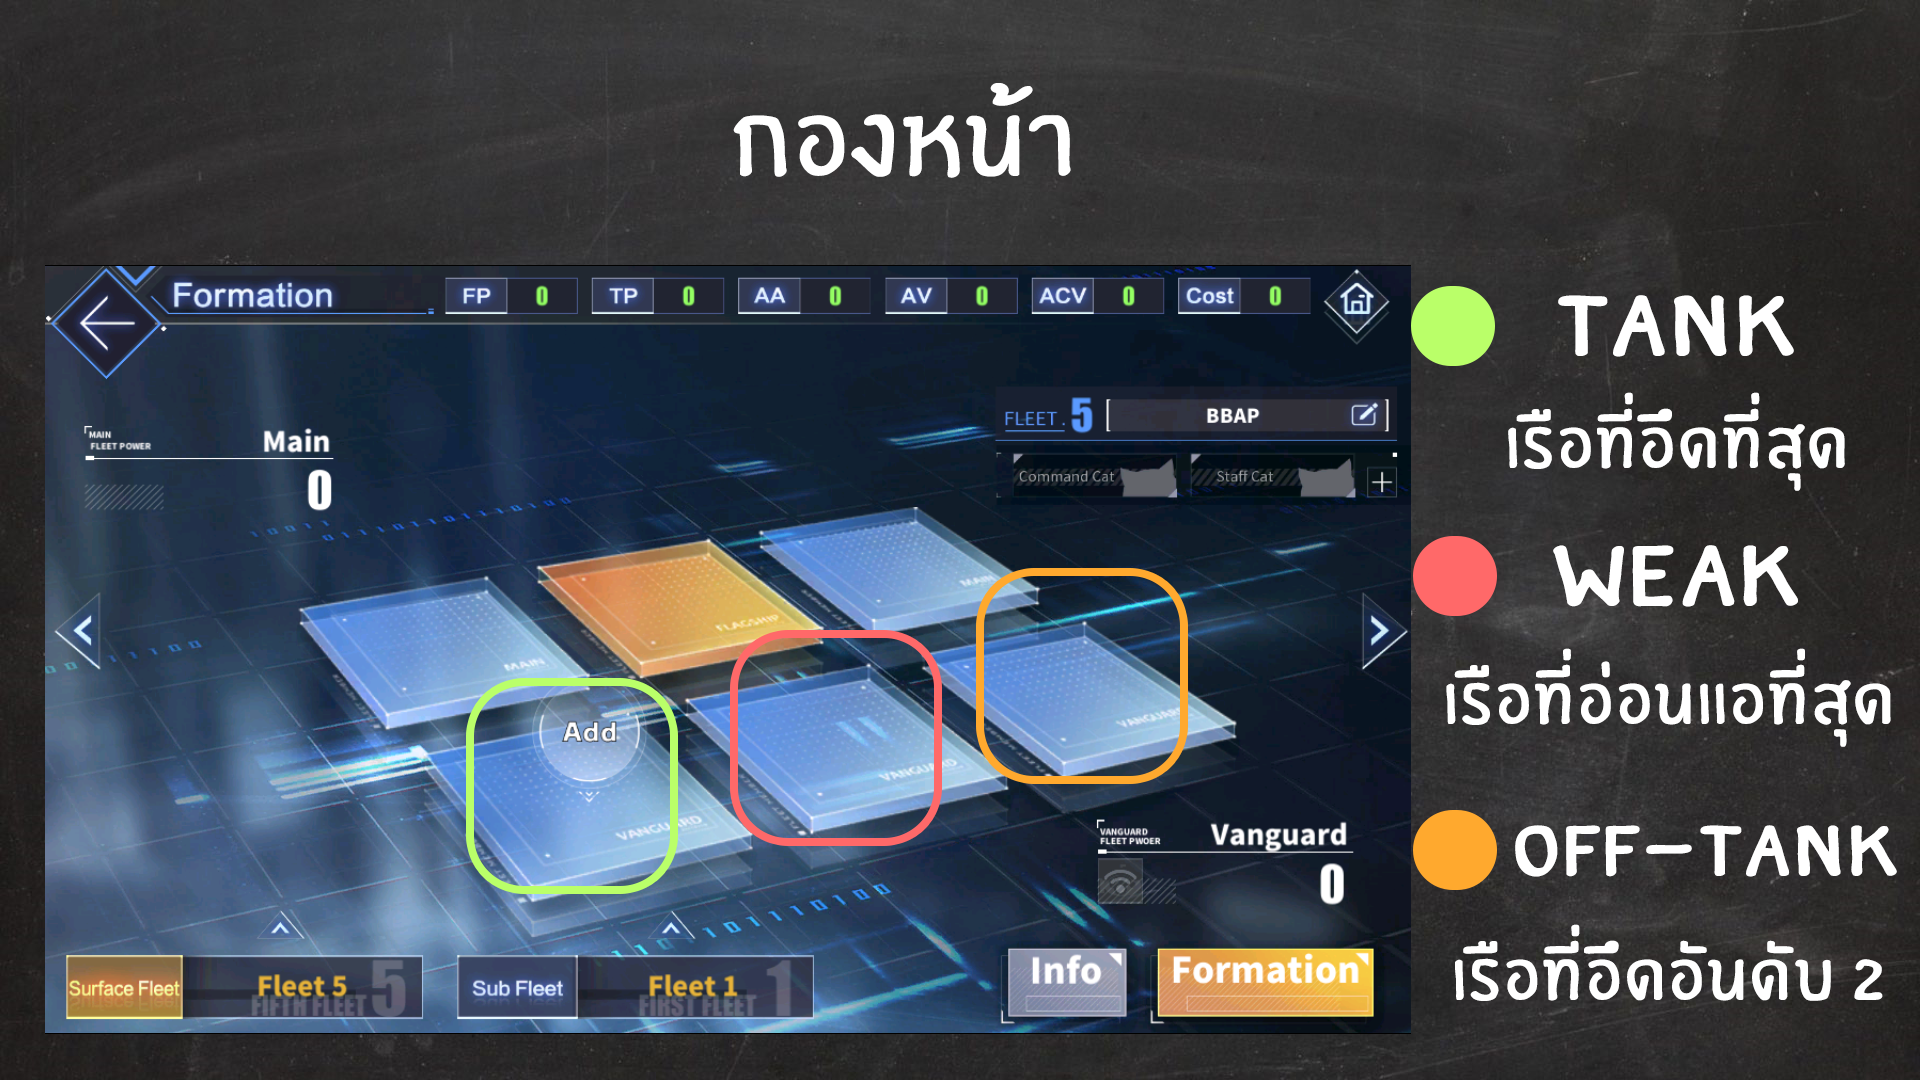 กองหน้า
Formation
FP 0 TP 0 AA 0 AV 0 ACV 0 Cost 0
TANK
เรือที่อึดที่สุด
FLEET. 5 [ BBAP ]
MAIN
FLEET POWER
Main
0
Command Cat Staff Cat
WEAK
เรือที่อ่อนแอที่สุด
MAIN
FLAGSHIP
MAIN
Add
VANGUARD
VANGUARD
VANGUARD
VANGUARD
FLEET PWOER
Vanguard
0
OFF-TANK
เรือที่อึดอันดับ 2
Surface Fleet Fleet 5 FIFTH FLEET 5
Sub Fleet Fleet 1 FIRST FLEET 1
Info Formation